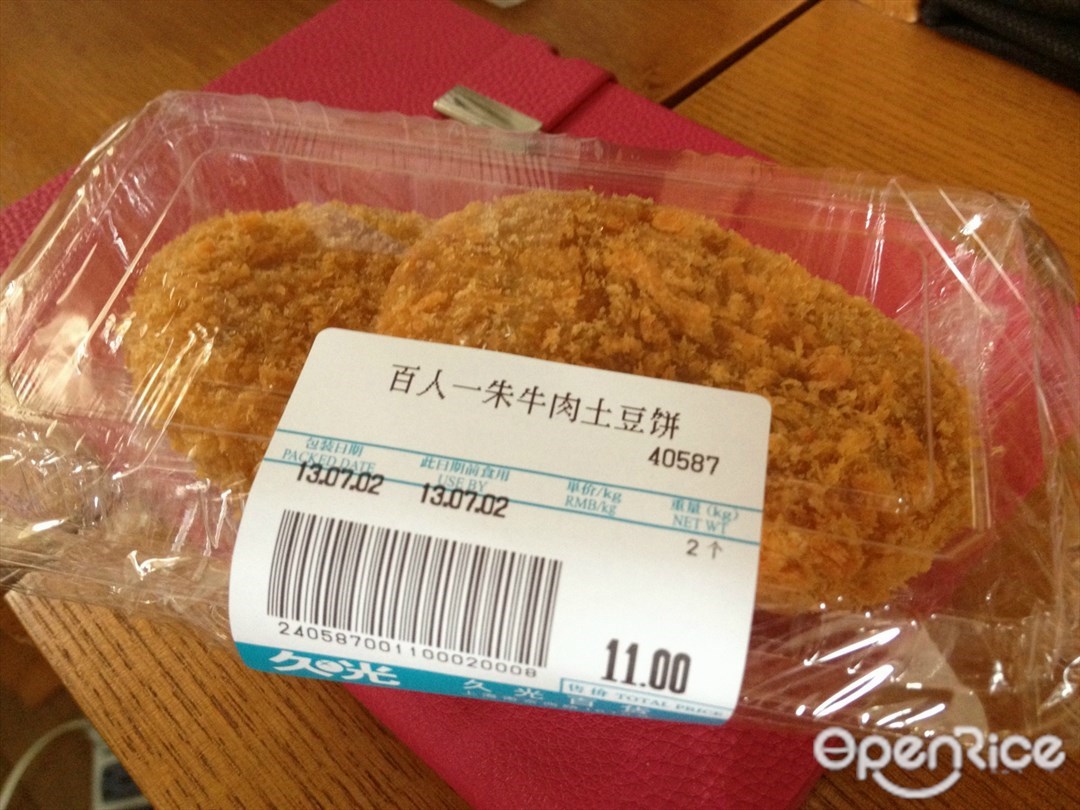 百人一朱牛肉土豆饼
40587
包装日期 此日期前食用 单价/kg 重量(kg)
PACKED DATE USE BY RMB/kg NET WT
13.07.02 13.07.02
2个
240587001100020008
11.00
久光 久光百货 售价 TOTAL PRICE
OpenRice